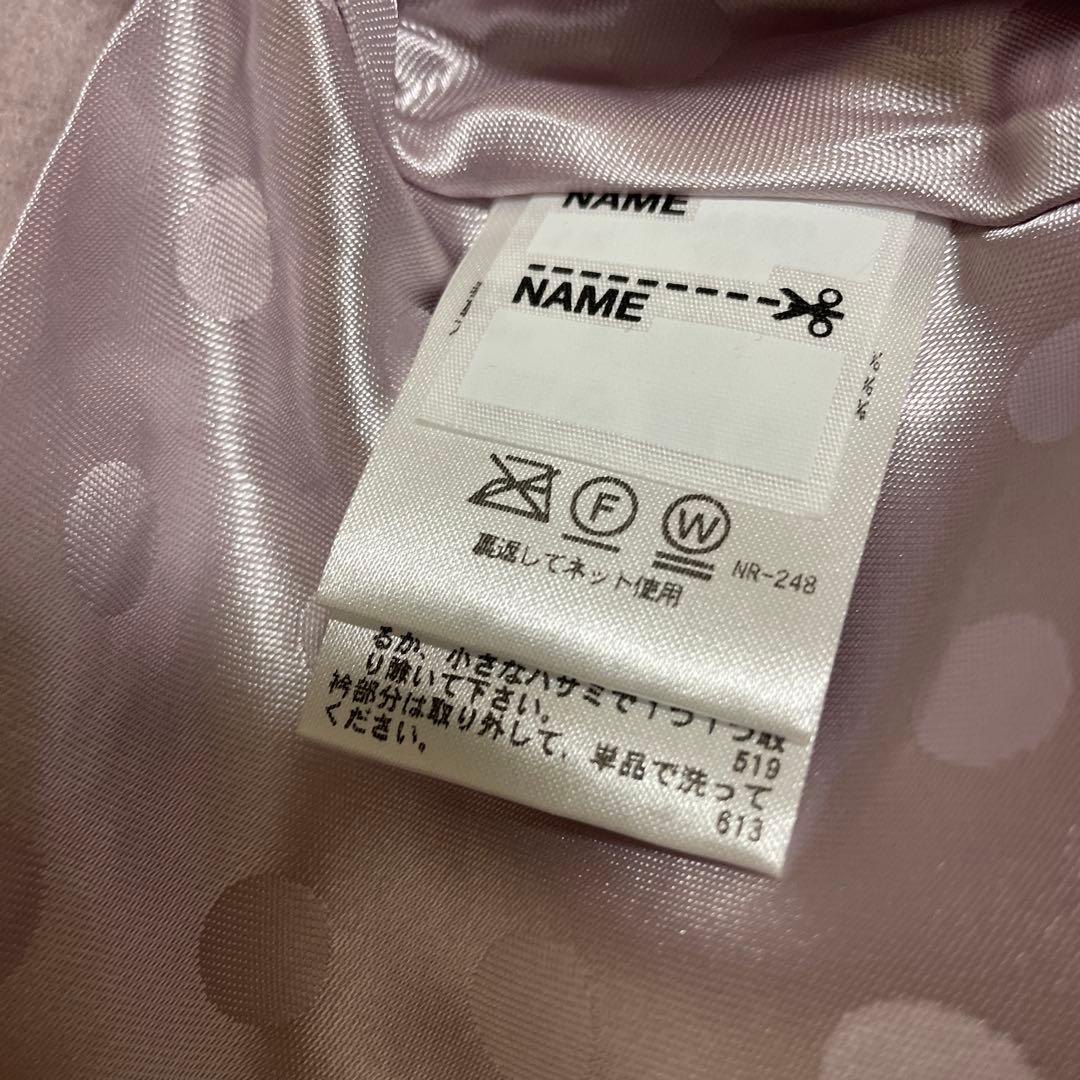 NAME
NAME
F
W
裏返してネット使用
NR-248
るか、小さなハサミで1つ1つ取
り除いて下さい。
519
衿部分は取り外して、単品で洗って
ください。
613